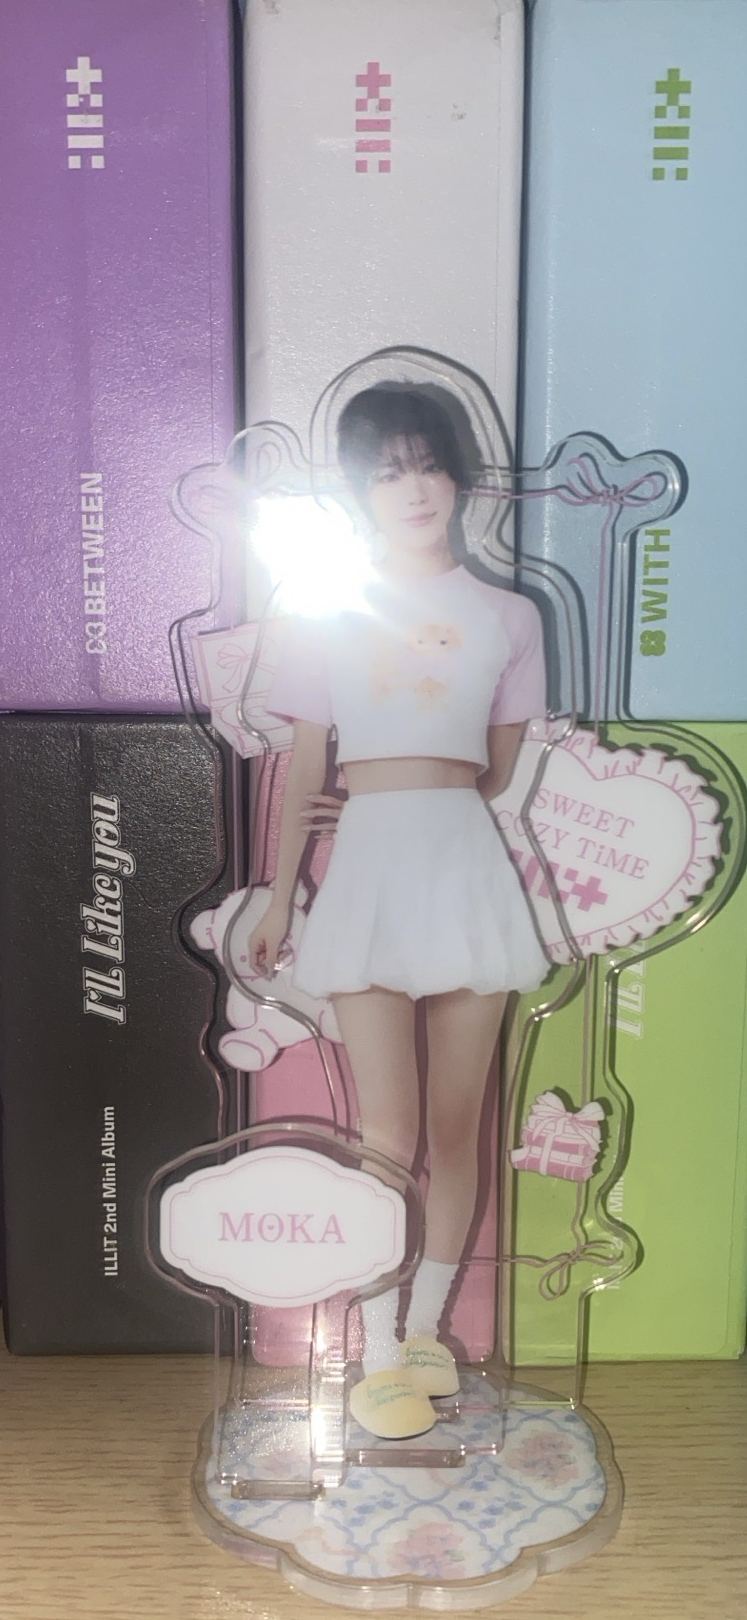 BETWEEN
WITH
I'll Like you
ILLIT 2nd Mini Album
SWEET
COZY TiME
MOKA